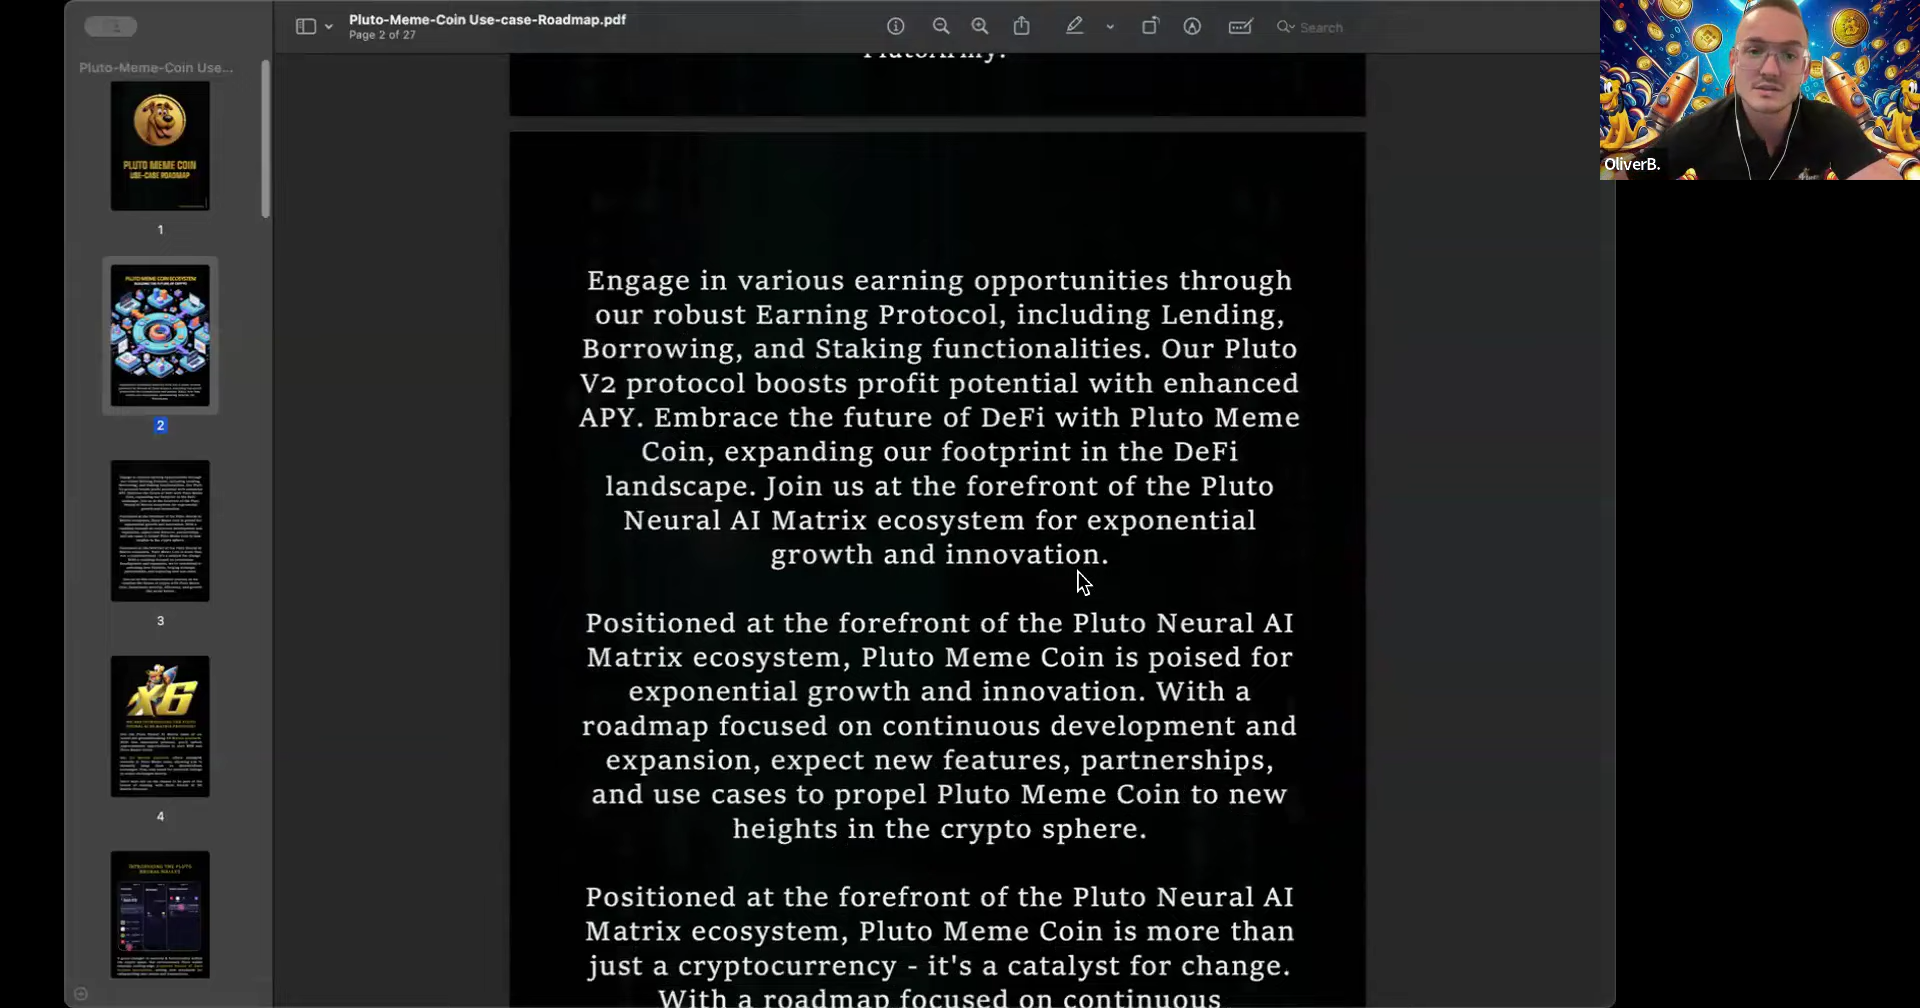 Pluto-Meme-Coin Use-case-Roadmap.pdf
Page 2 of 27
Search
Pluto-Meme-Coin Use...
PLUTO MEME COIN
USE-CASE ROADMAP
1
2
3
X6
4
INTRODUCING THE PLUTO
NEURAL WALLET
PlutoArmy.
Engage in various earning opportunities through
our robust Earning Protocol, including Lending,
Borrowing, and Staking functionalities. Our Pluto
V2 protocol boosts profit potential with enhanced
APY. Embrace the future of DeFi with Pluto Meme
Coin, expanding our footprint in the DeFi
landscape. Join us at the forefront of the Pluto
Neural AI Matrix ecosystem for exponential
growth and innovation.
Positioned at the forefront of the Pluto Neural AI
Matrix ecosystem, Pluto Meme Coin is poised for
exponential growth and innovation. With a
roadmap focused on continuous development and
expansion, expect new features, partnerships,
and use cases to propel Pluto Meme Coin to new
heights in the crypto sphere.
Positioned at the forefront of the Pluto Neural AI
Matrix ecosystem, Pluto Meme Coin is more than
just a cryptocurrency - it's a catalyst for change.
With a roadmap focused on continuous
OliverB.